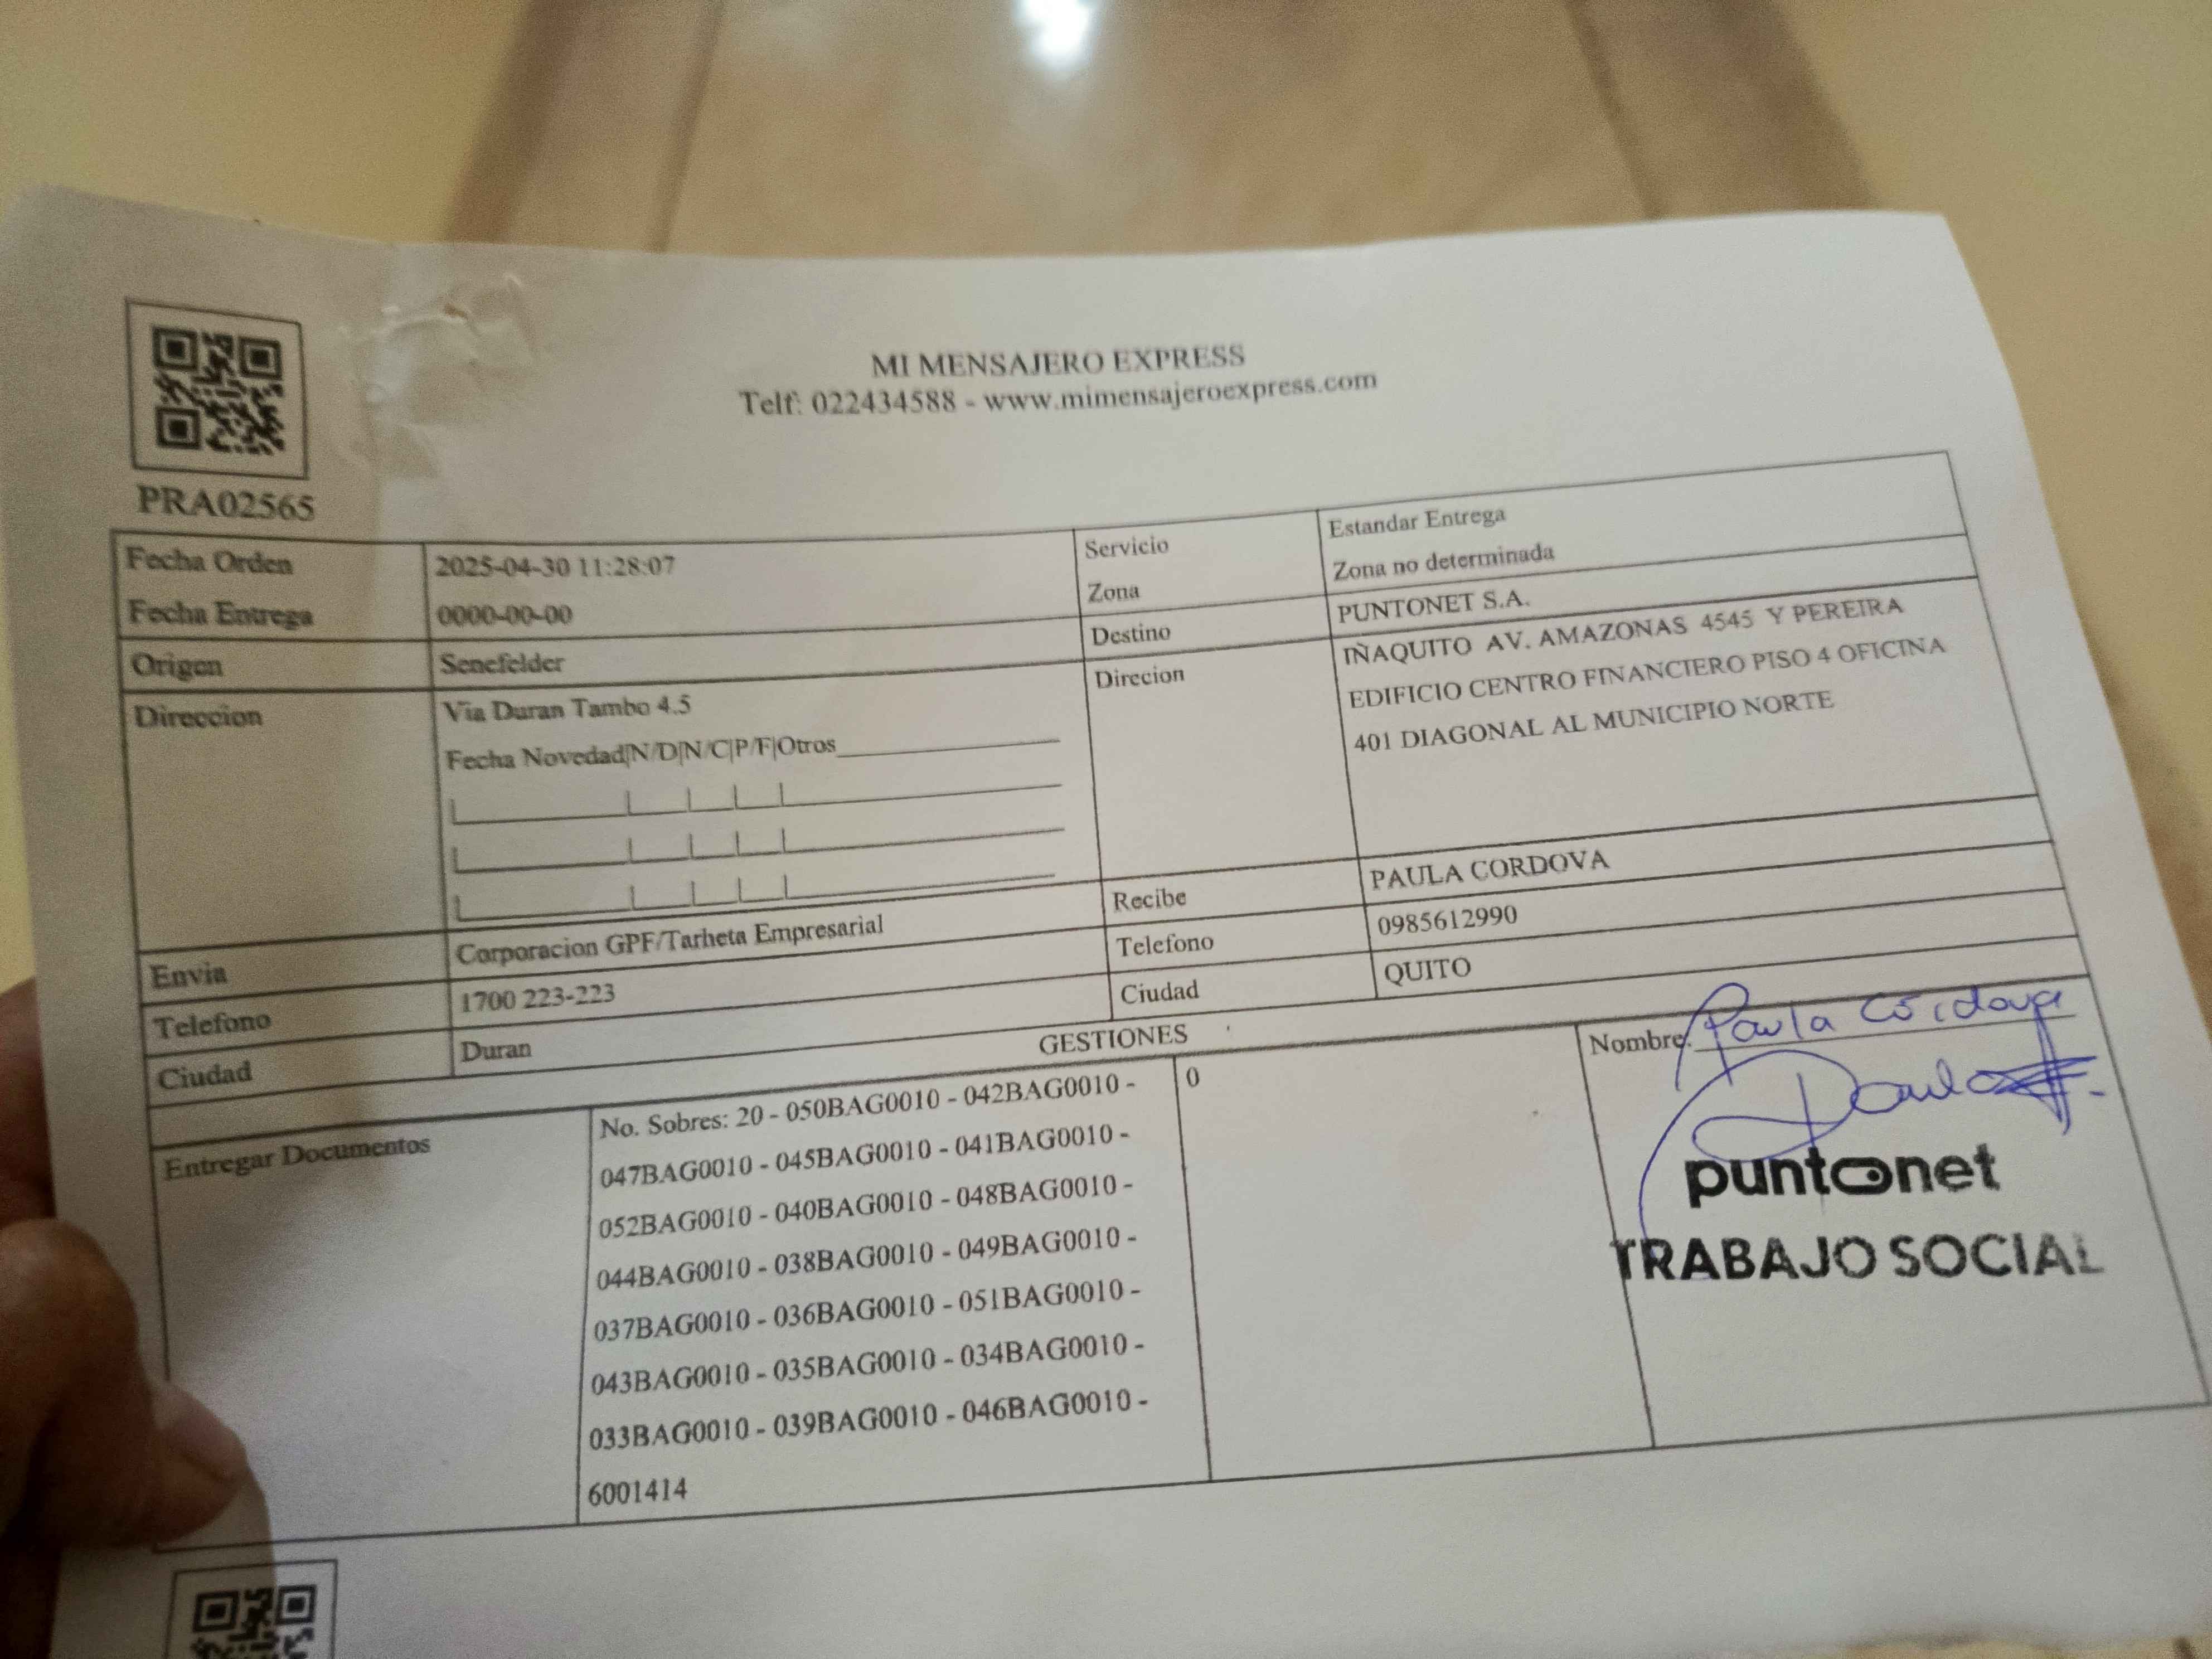 MI MENSAJERO EXPRESS
Telf: 022434588 - www.mimensajeroexpress.com
PRA02565
Fecha Orden 2025-04-30 11:28:07 Servicio Estandar Entrega
Fecha Entrega 0000-00-00 Zona Zona no determinada
Origen Senefelder Destino PUNTONET S.A.
Direccion Via Duran Tambo 4.5 Direcion IÑAQUITO AV. AMAZONAS 4545 Y PEREIRA
EDIFICIO CENTRO FINANCIERO PISO 4 OFICINA
401 DIAGONAL AL MUNICIPIO NORTE
Fecha Novedad|N/D|N/C|P/F|Otros
Envia Corporacion GPF/Tarheta Empresarial Recibe PAULA CORDOVA
Telefono 1700 223-223 Telefono 0985612990
Ciudad Duran Ciudad QUITO
GESTIONES
Entregar Documentos
No. Sobres: 20 - 050BAG0010 - 042BAG0010 -
047BAG0010 - 045BAG0010 - 041BAG0010 -
052BAG0010 - 040BAG0010 - 048BAG0010 -
044BAG0010 - 038BAG0010 - 049BAG0010 -
037BAG0010 - 036BAG0010 - 051BAG0010 -
043BAG0010 - 035BAG0010 - 034BAG0010 -
033BAG0010 - 039BAG0010 - 046BAG0010 -
6001414
0
Nombre: Paula Cordova
puntonet
TRABAJO SOCIAL